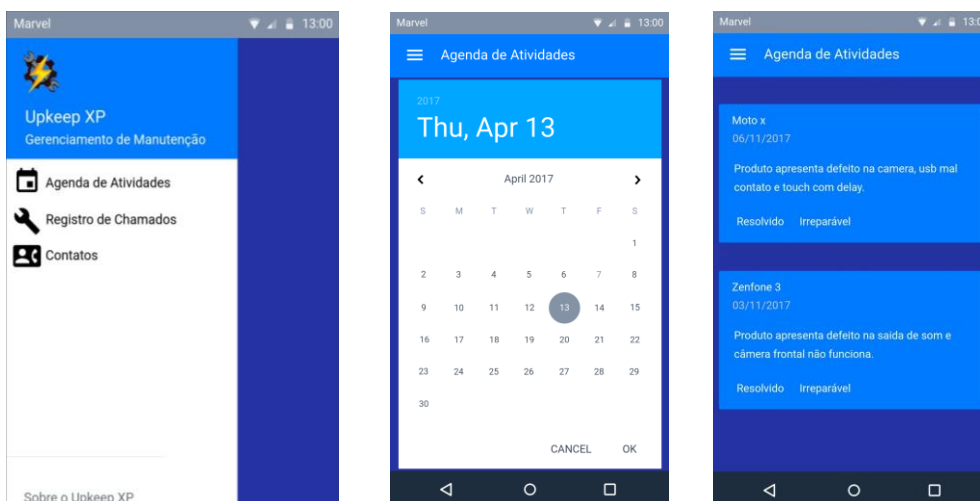 Marvel 13:00
Upkeep XP
Gerenciamento de Manutenção
Agenda de Atividades
Registro de Chamados
Contatos
Sobre o Upkeep XP
Marvel 13:00
Agenda de Atividades
2017
Thu, Apr 13
April 2017
S M T W T F S
1
2 3 4 5 6 7 8
9 10 11 12 13 14 15
16 17 18 19 20 21 22
23 24 25 26 27 28 29
30
CANCEL OK
Marvel 13:0
Agenda de Atividades
Moto x
06/11/2017
Produto apresenta defeito na camera, usb mal
contato e touch com delay.
Resolvido Irreparável
Zenfone 3
03/11/2017
Produto apresenta defeito na saida de som e
câmera frontal não funciona.
Resolvido Irreparável